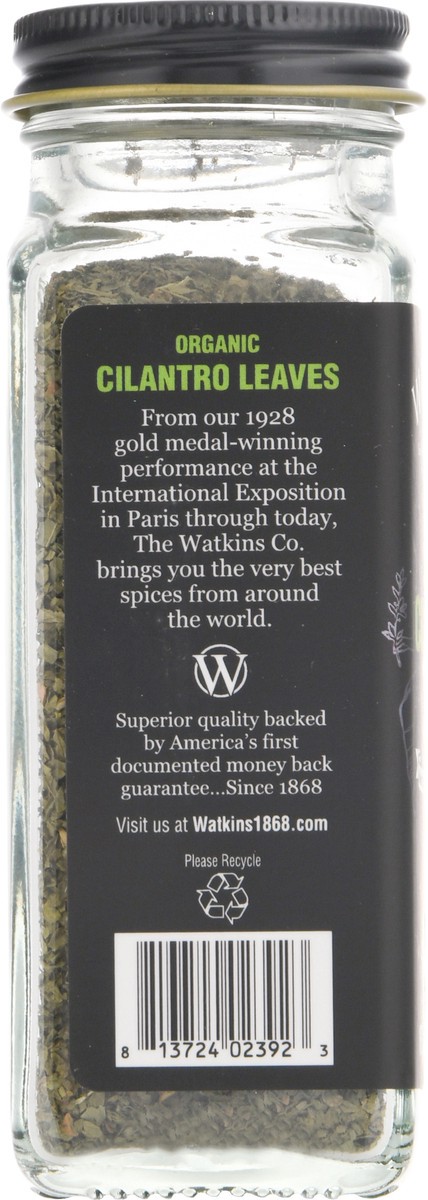 ORGANIC
CILANTRO LEAVES
From our 1928
gold medal-winning
performance at the
International Exposition
in Paris through today,
The Watkins Co.
brings you the very best
spices from around
the world.
W
Superior quality backed
by America's first
documented money back
guarantee...Since 1868
Visit us at Watkins1868.com
Please Recycle
8 13724 02392 3